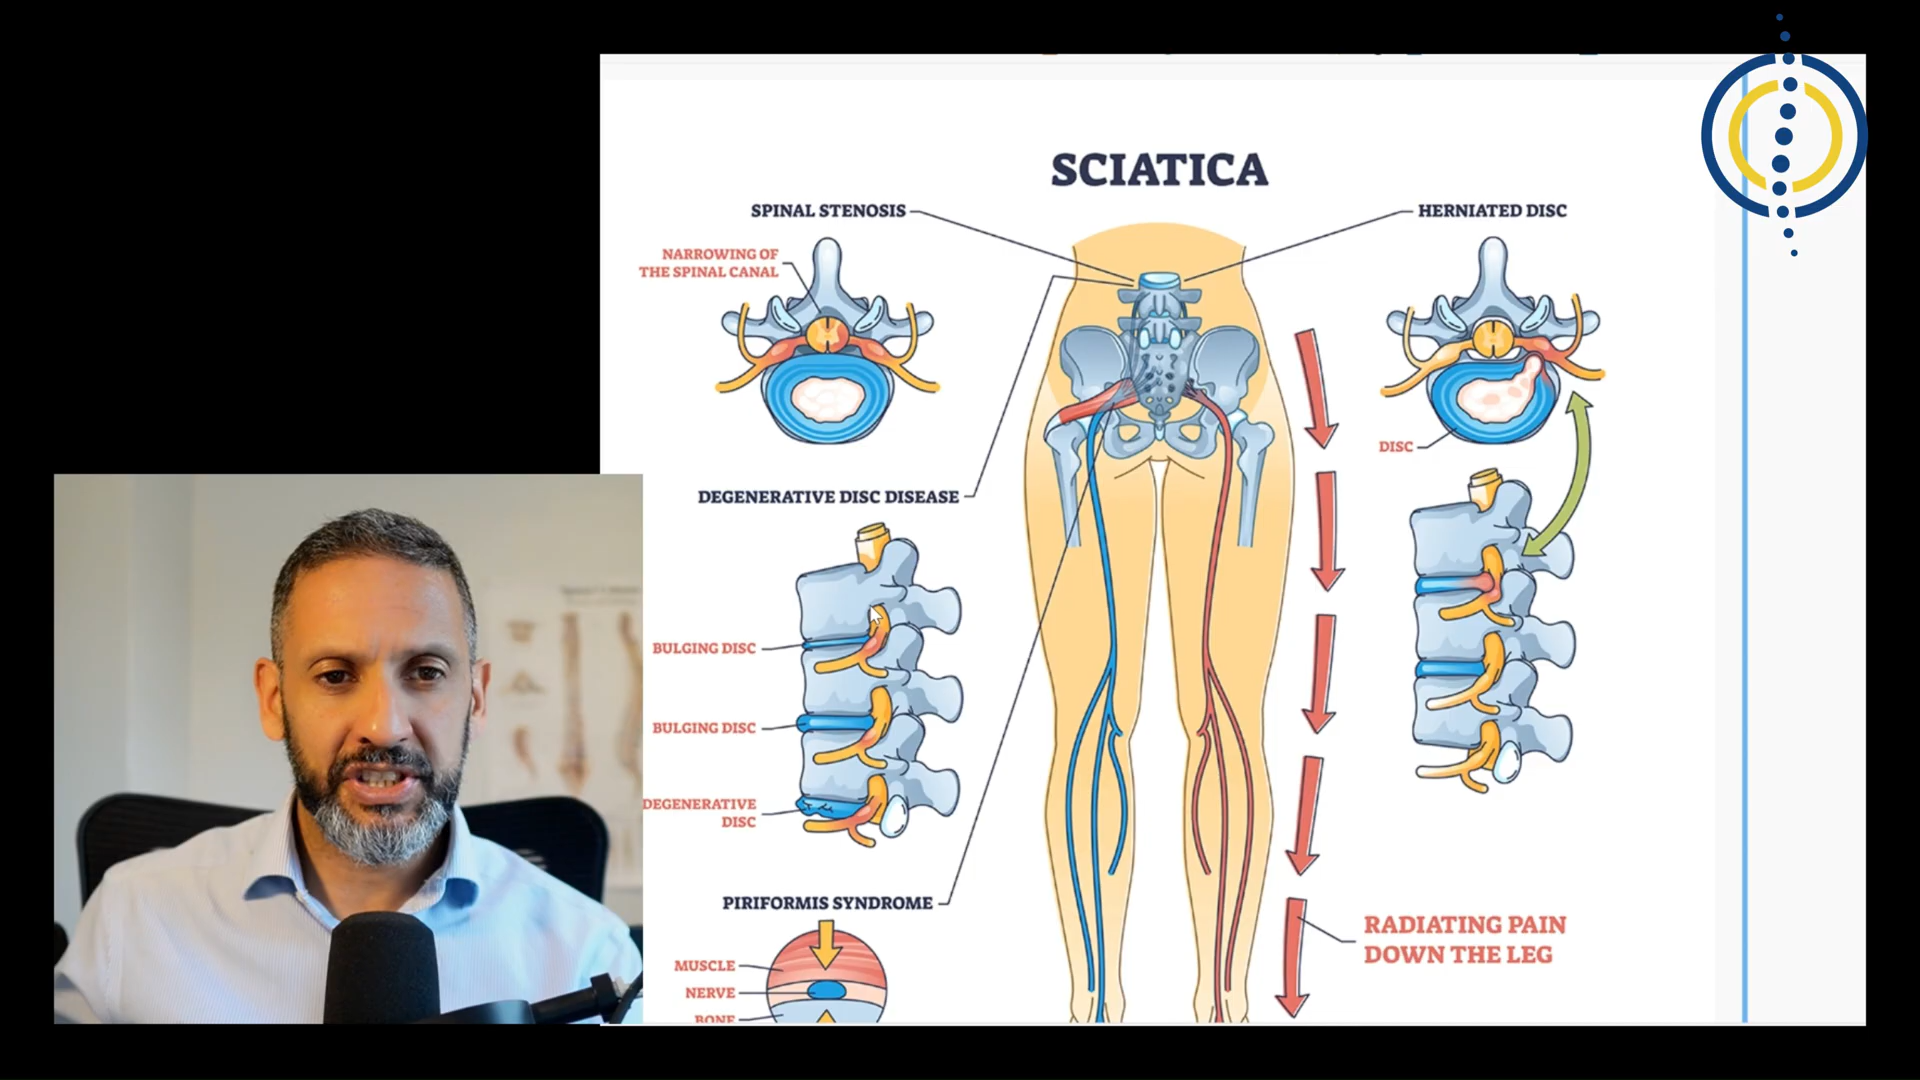 SCIATICA
SPINAL STENOSIS
HERNIATED DISC
NARROWING OF
THE SPINAL CANAL
DISC
DEGENERATIVE DISC DISEASE
BULGING DISC
BULGING DISC
DEGENERATIVE
DISC
PIRIFORMIS SYNDROME
MUSCLE
NERVE
BONE
RADIATING PAIN
DOWN THE LEG